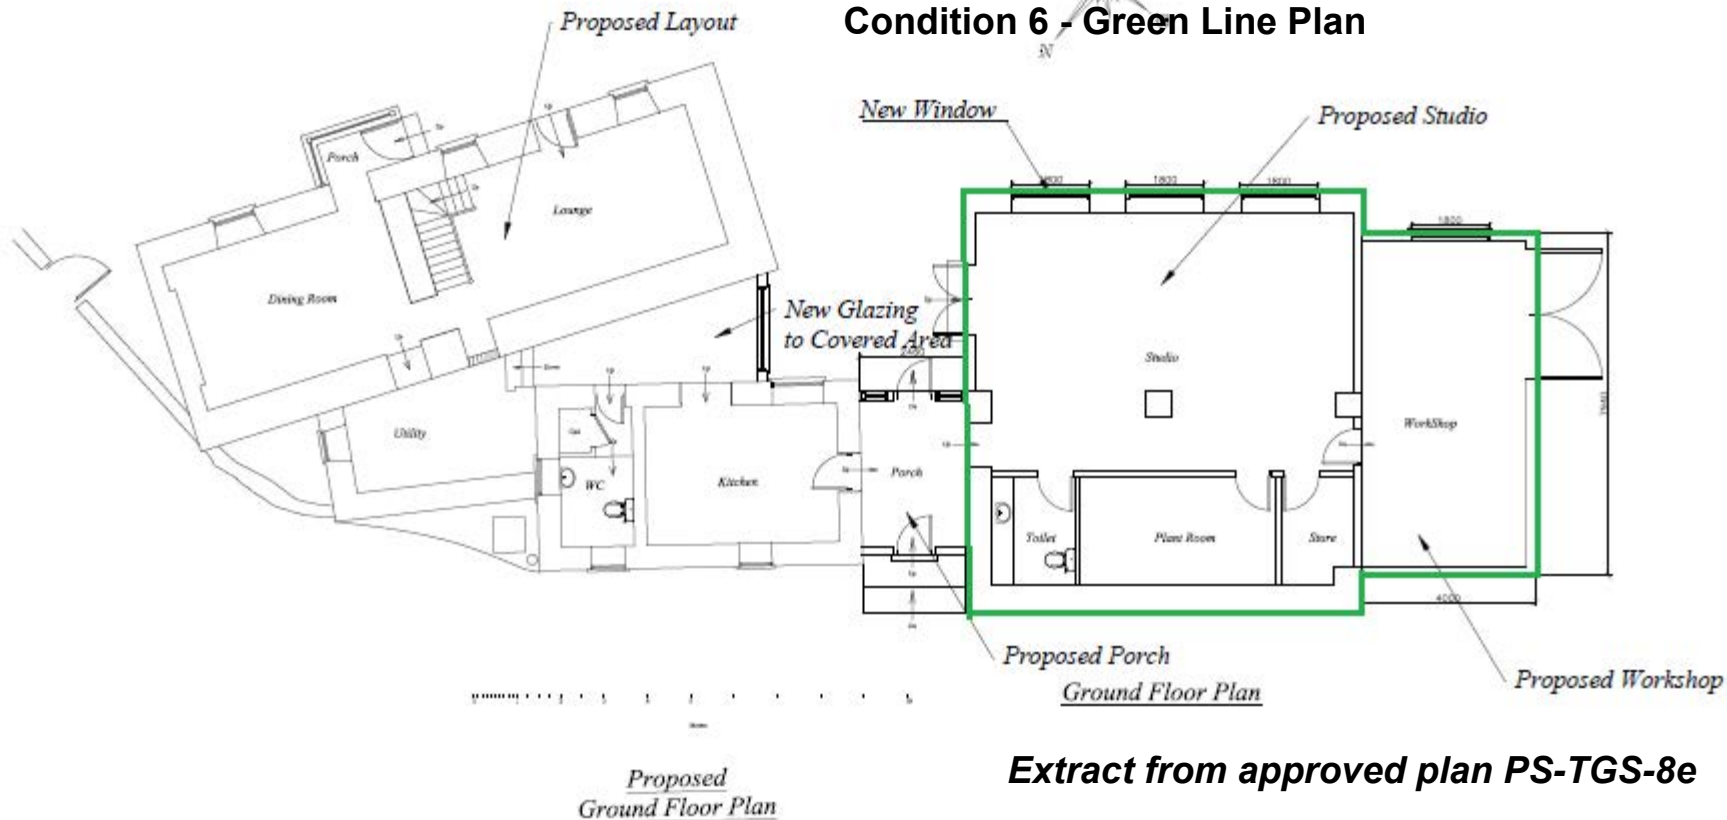 Condition 6 - Green Line Plan
N
Proposed Layout
New Window
Proposed Studio
1800
1800
1800
1800
Porch
Lounge
Dining Room
New Glazing
to Covered Area
2400
Studio
WorkShop
Utility
WC
Kitchen
Porch
Toilet
Plant Room
Store
4000
Proposed Porch
Ground Floor Plan
Proposed Workshop
Proposed
Ground Floor Plan
Extract from approved plan PS-TGS-8e